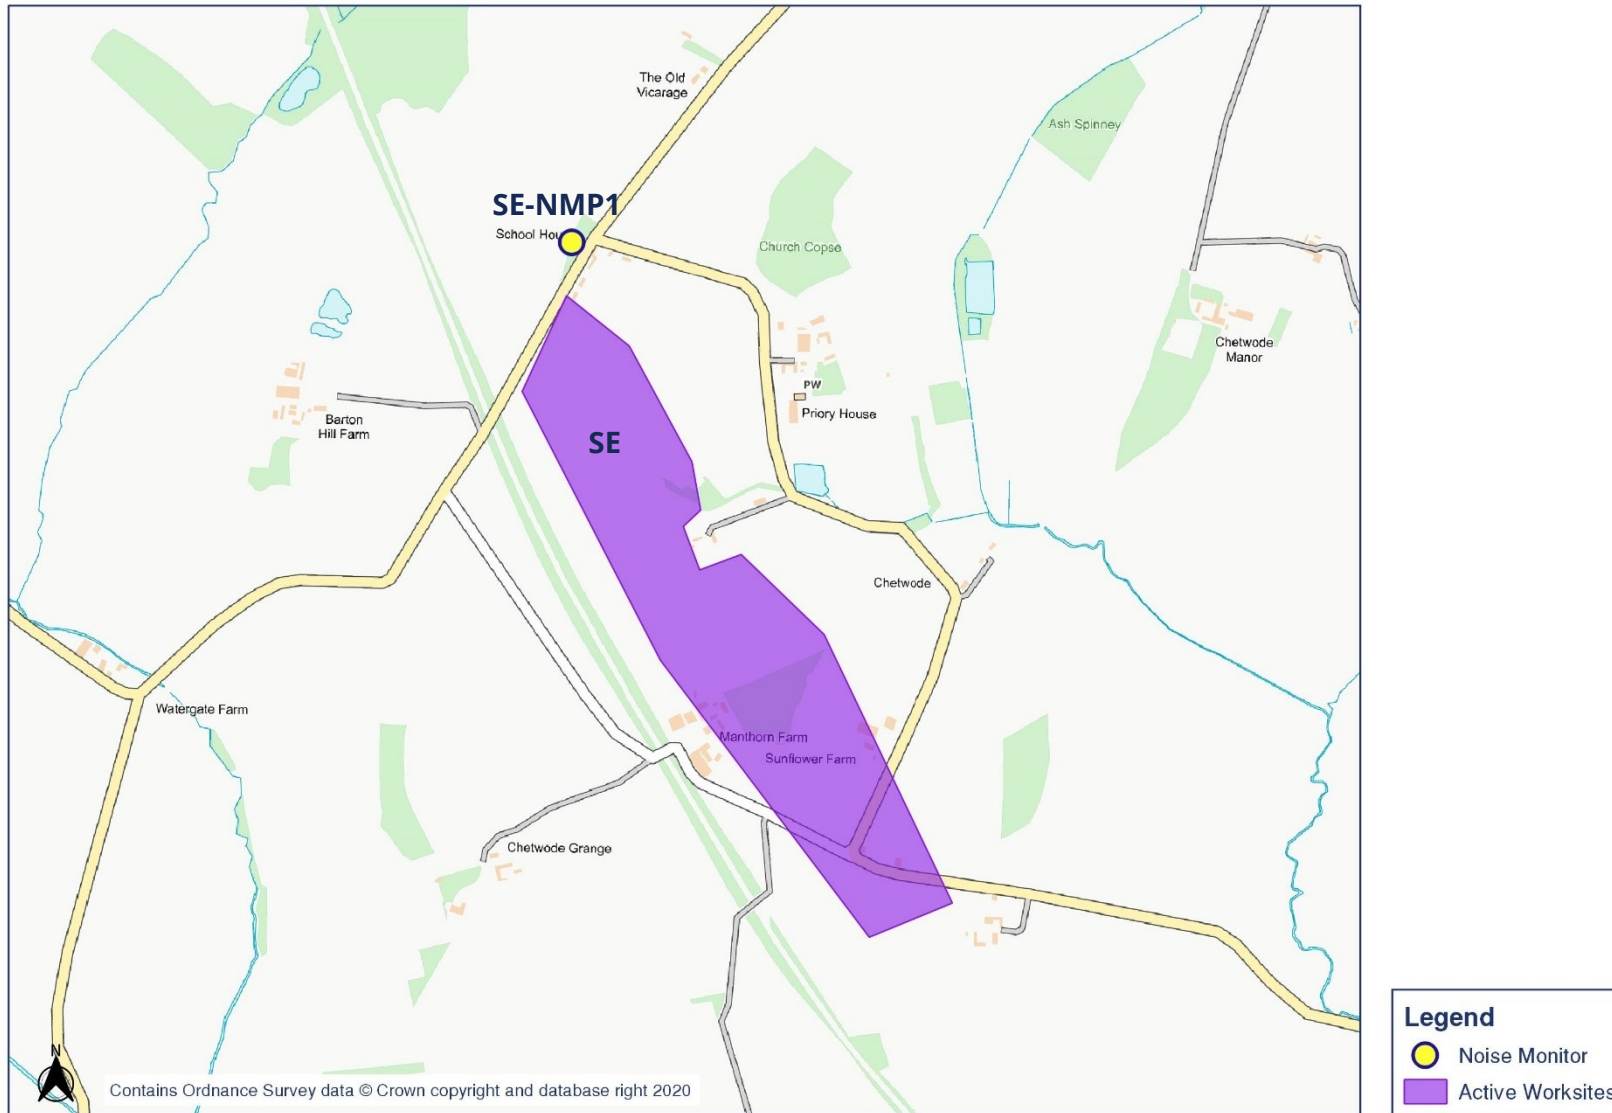 The Old
Vicarage
Ash Spinney
SE-NMP1
School Hou
Church Copse
Chetwode
Manor
PW
Priory House
Barton
Hill Farm
SE
Chetwode
Watergate Farm
Manthorn Farm
Sunflower Farm
Chetwode Grange
N
Contains Ordnance Survey data © Crown copyright and database right 2020
Legend
Noise Monitor
Active Worksites